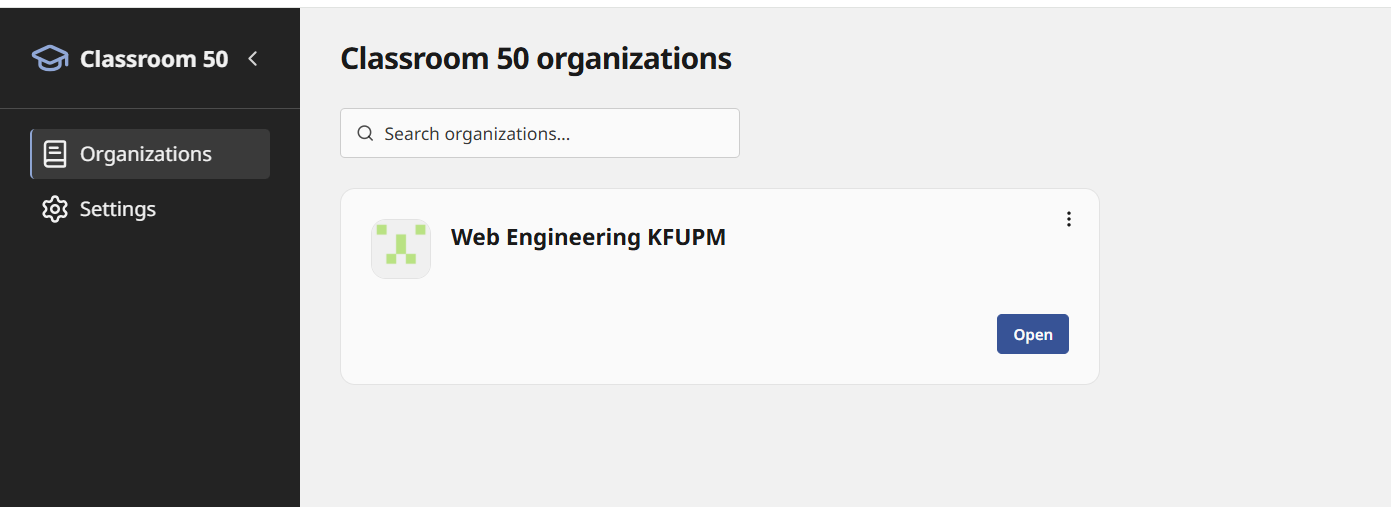 Classroom 50
Organizations
Settings
Classroom 50 organizations
Search organizations...
Web Engineering KFUPM
Open